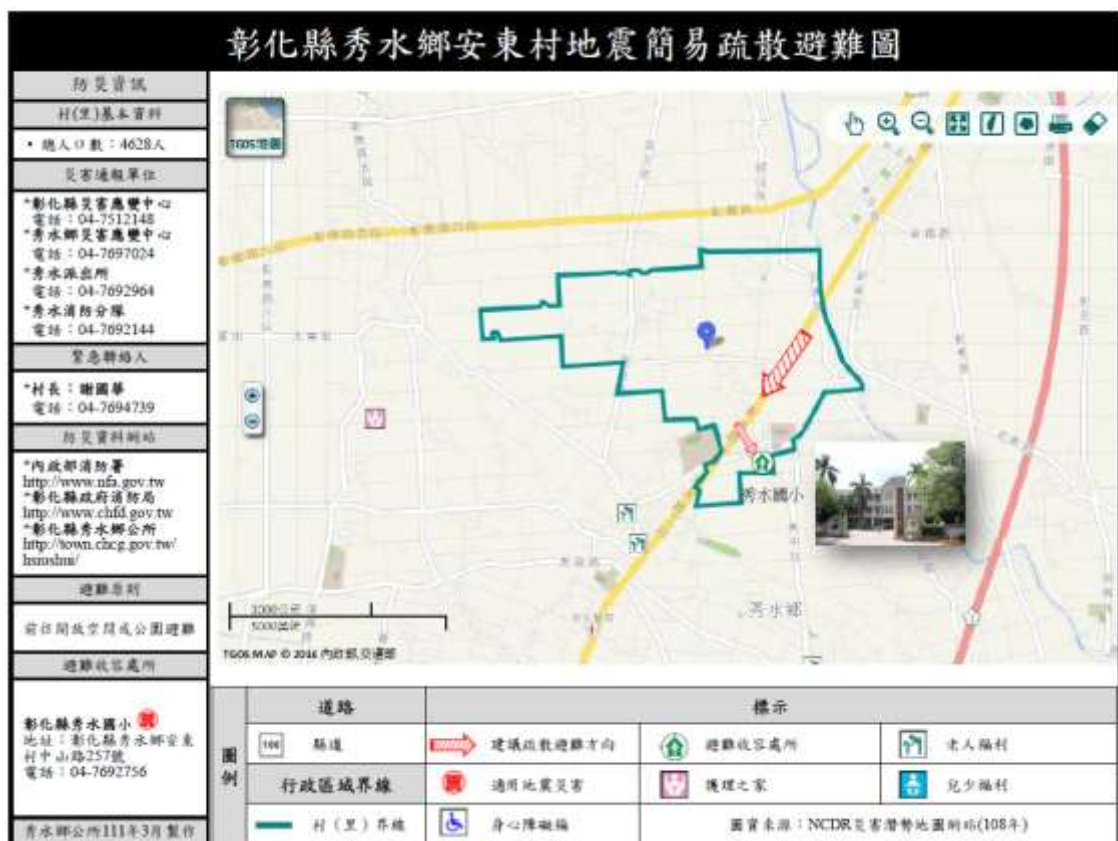 彰化縣秀水鄉安東村地震簡易疏散避難圖
防災資訊
村(里)基本資料
• 總人口數：4628人
災害通報單位
*彰化縣災害應變中心
電話：04-7512148
*秀水鄉災害應變中心
電話：04-7697024
*秀水派出所
電話：04-7692964
*秀水消防分隊
電話：04-7692144
緊急聯絡人
*村長：謝國華
電話：04-7694739
防災資料網站
*內政部消防署
http://www.nfa.gov.tw
*彰化縣政府消防局
http://www.chfd.gov.tw
*彰化縣秀水鄉公所
http://town.chcg.gov.tw/
避難原則
前往開放空間或公園避難
避難收容處所
彰化縣秀水國小
地址：彰化縣秀水鄉安東
村中山路257號
電話：04-7692756
秀水鄉公所111年3月製作
TGOS地圖
秀水國小
秀水鄉
5000英呎
TGOS MAP © 2016 內政部,交通部
圖例
道路
標示
縣道
建議疏散避難方向
避難收容處所
老人福利
行政區域界線
適用地震災害
護理之家
兒少福利
村（里）界線
身心障礙福
圖資來源：NCDR災害潛勢地圖網站(108年)